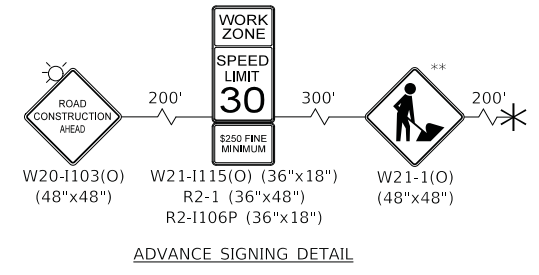 WORK
ZONE
SPEED
LIMIT
30
$250 FINE
MINIMUM
ROAD
CONSTRUCTION
AHEAD
200'
300'
**
200'
W20-I103(O)
(48"x48")
W21-I115(O) (36"x18")
R2-1 (36"x48")
R2-I106P (36"x18")
W21-1(O)
(48"x48")
ADVANCE SIGNING DETAIL